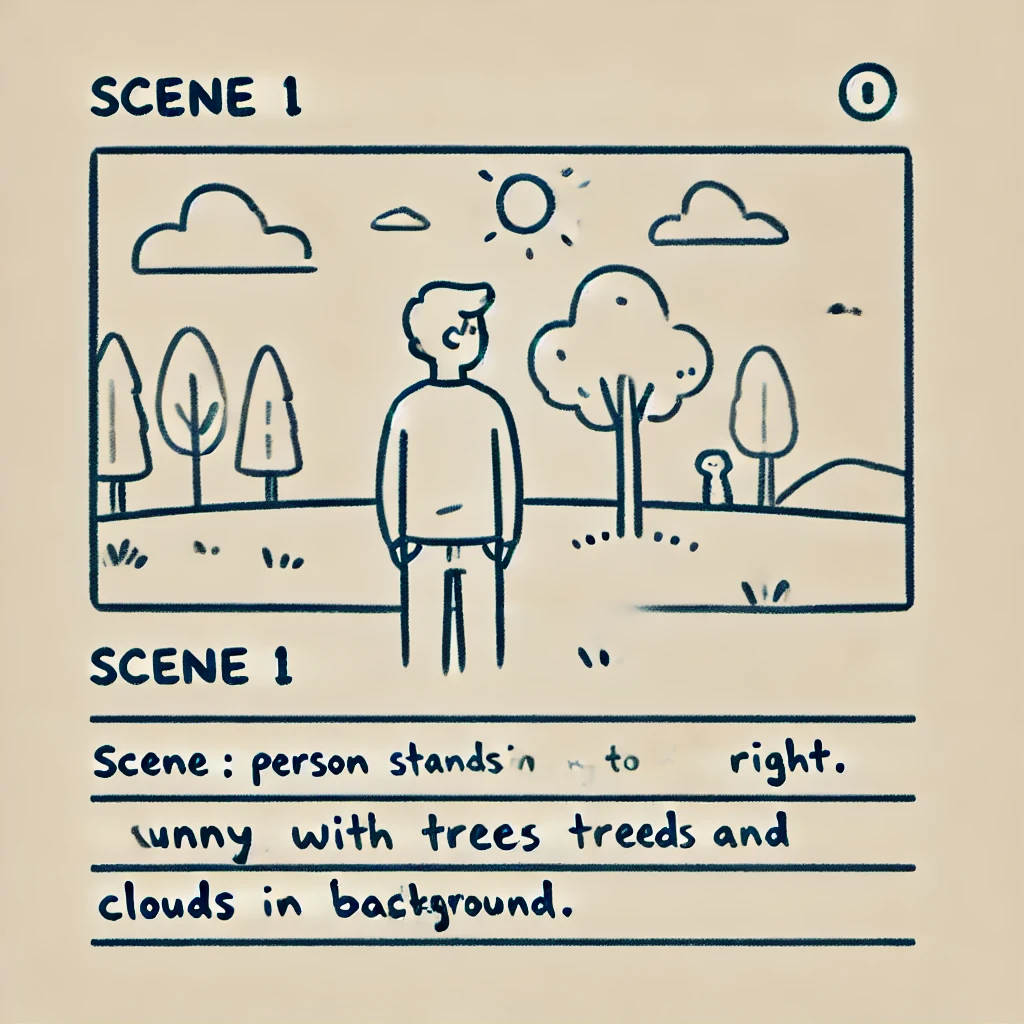 SCENE 1
SCENE 1
Scene : person stands to right.
with trees treeds and
clouds in background.